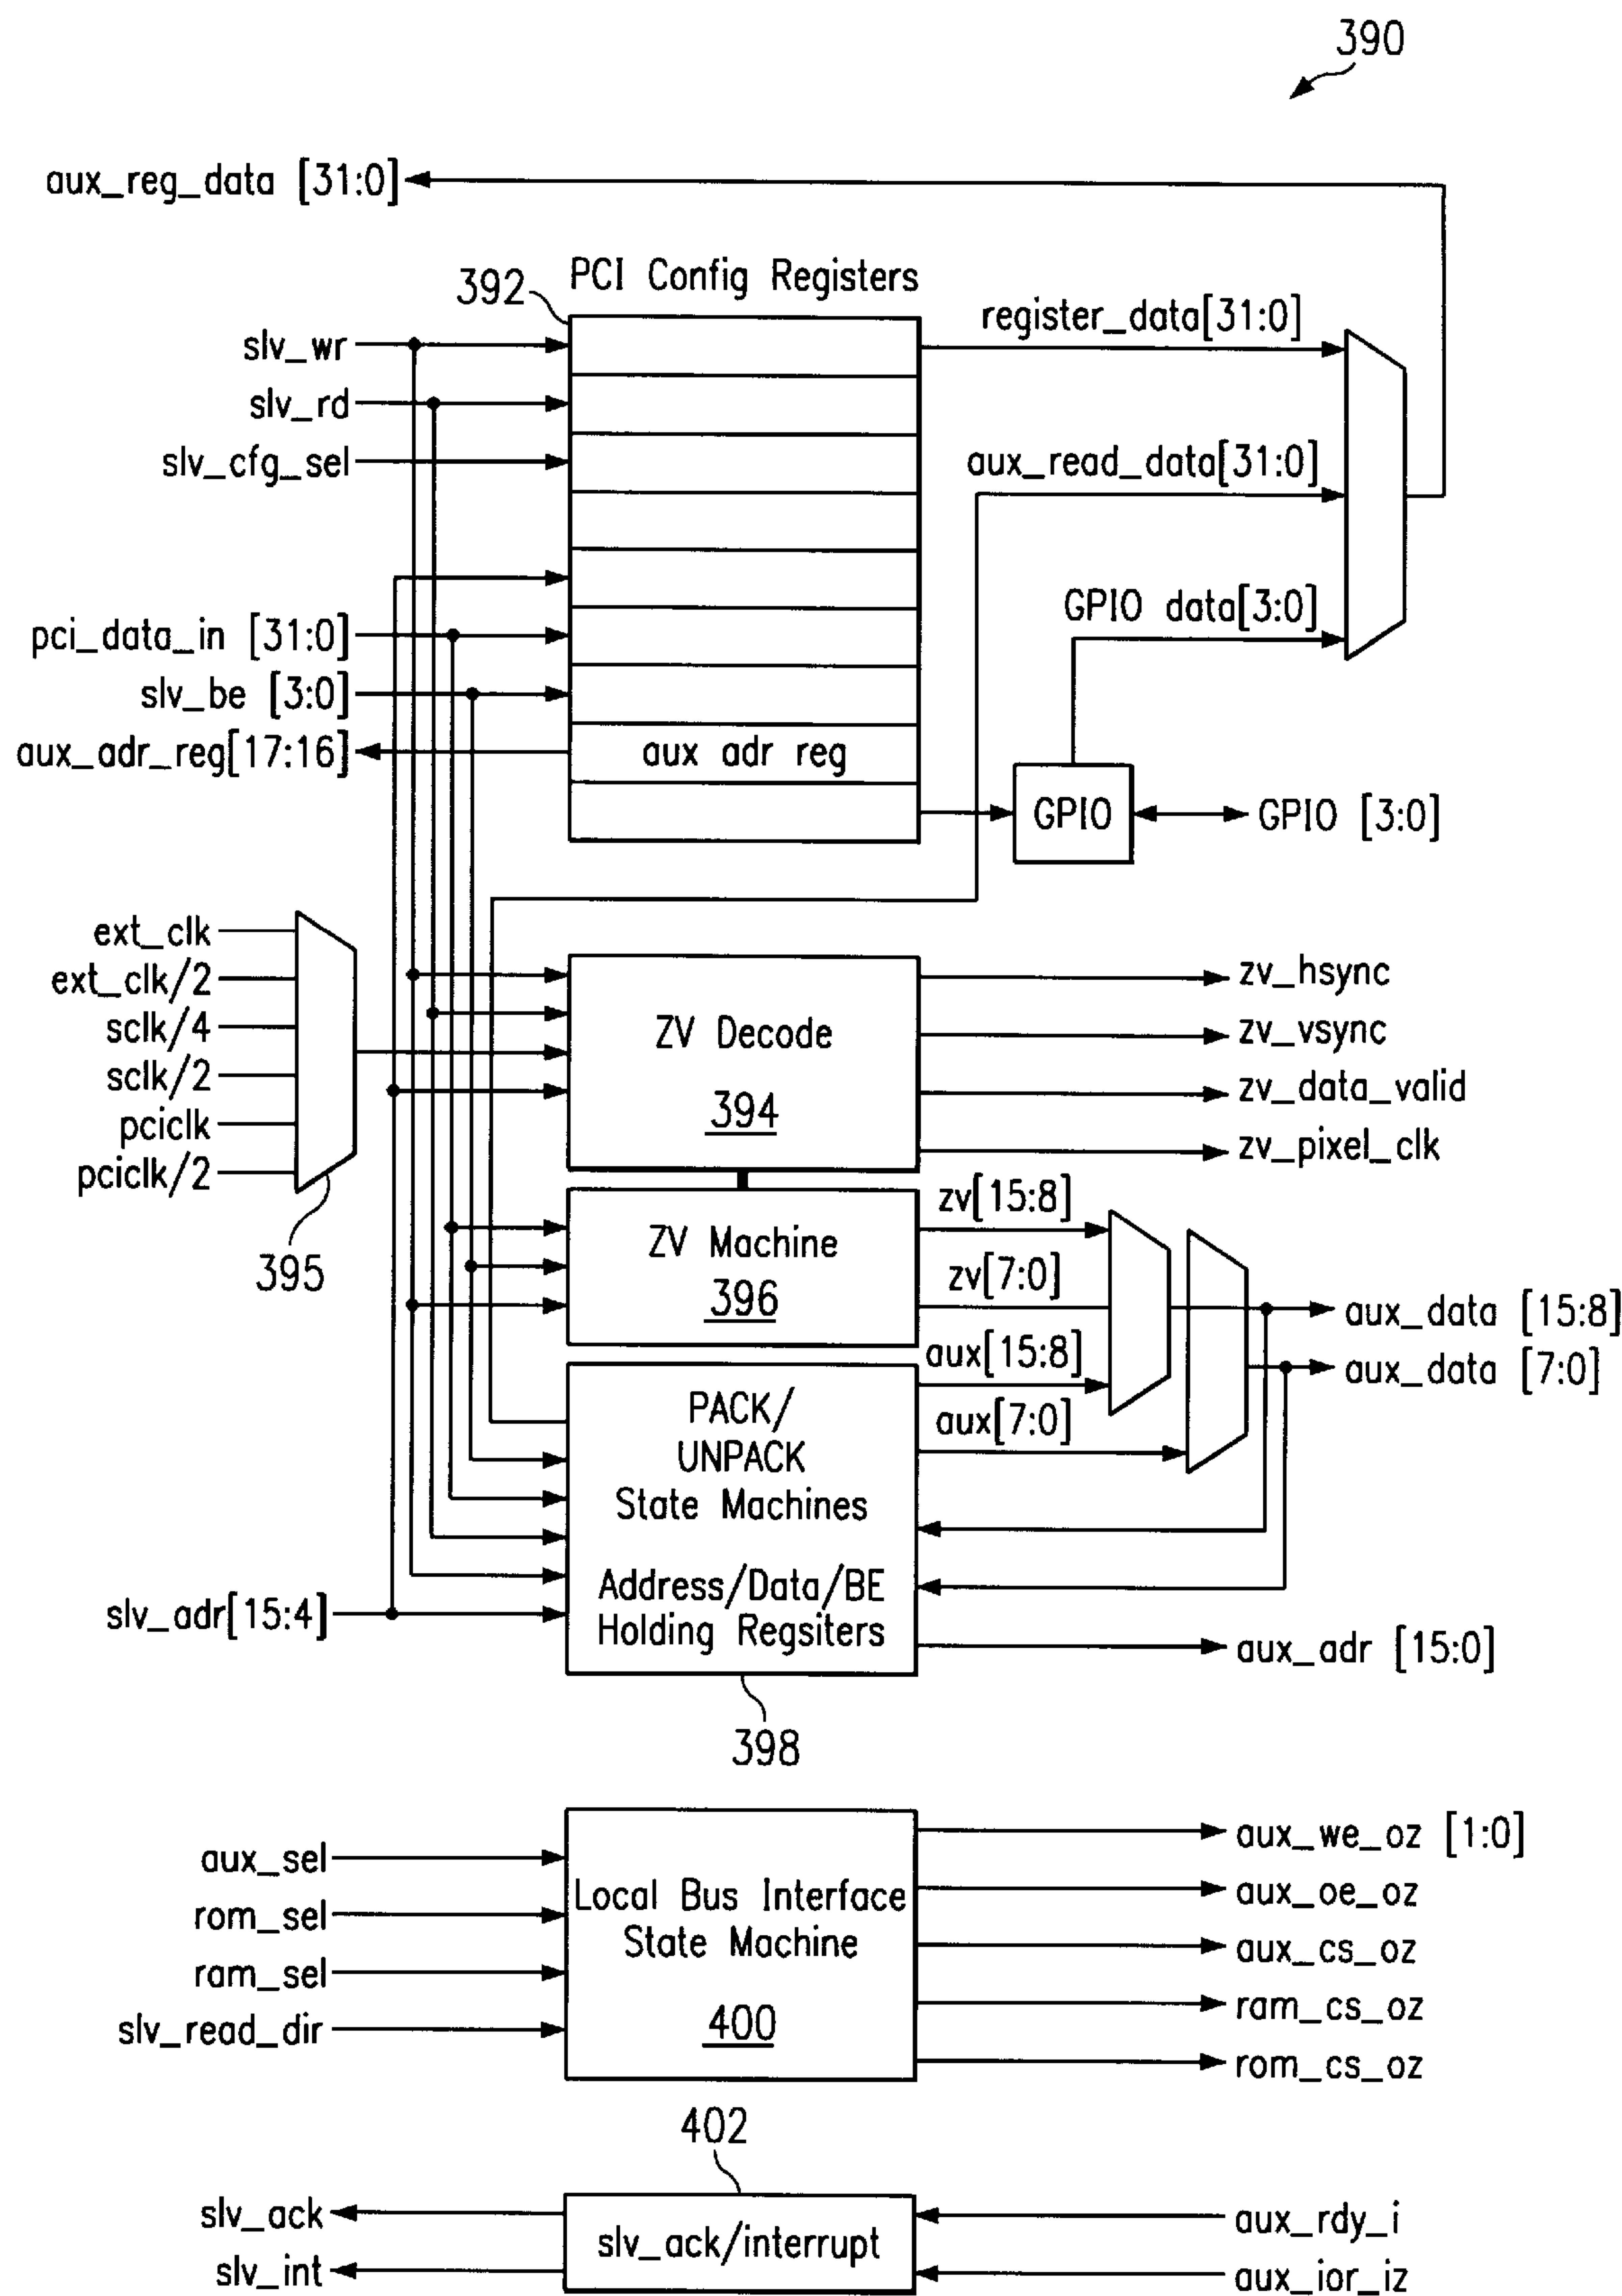 390
aux_reg_data [31:0]
PCI Config Registers
392
register_data[31:0]
slv_wr
slv_rd
slv_cfg_sel
aux_read_data[31:0]
GPIO data[3:0]
pci_data_in [31:0]
slv_be [3:0]
aux_adr_reg[17:16]
aux adr reg
GPIO
GPIO [3:0]
ext_clk
ext_clk/2
sclk/4
sclk/2
pciclk
pciclk/2
395
ZV Decode
394
zv_hsync
zv_vsync
zv_data_valid
zv_pixel_clk
ZV Machine
396
zv[15:8]
zv[7:0]
aux[15:8]
aux[7:0]
aux_data [15:8]
aux_data [7:0]
PACK/
UNPACK
State Machines
Address/Data/BE
Holding Regsiters
slv_adr[15:4]
aux_adr [15:0]
398
aux_sel
rom_sel
ram_sel
slv_read_dir
Local Bus Interface
State Machine
400
aux_we_oz [1:0]
aux_oe_oz
aux_cs_oz
ram_cs_oz
rom_cs_oz
402
slv_ack
slv_int
slv_ack/interrupt
aux_rdy_i
aux_ior_iz